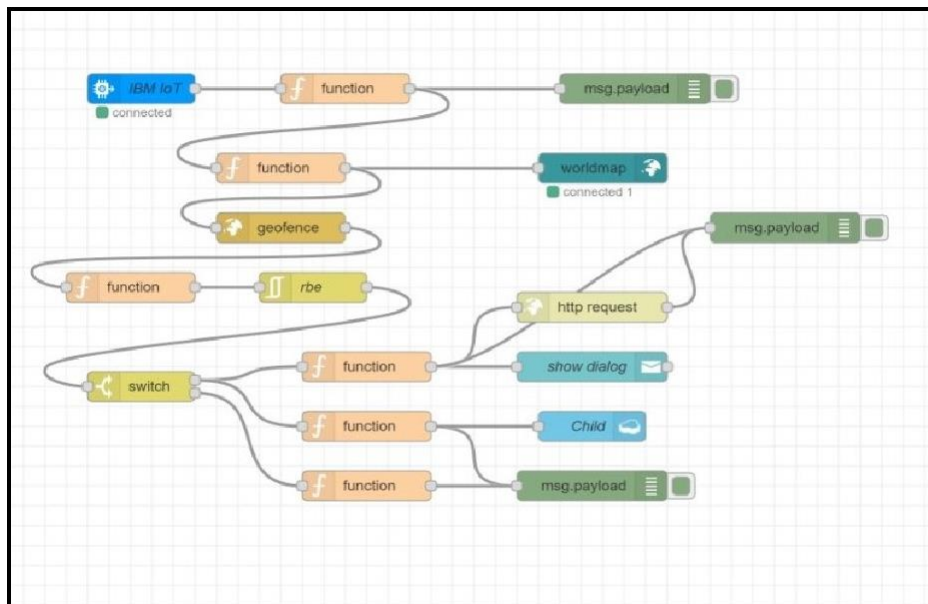 IBM IoT
function
msg.payload
connected
function
worldmap
connected 1
geofence
msg.payload
function
rbe
http request
function
show dialog
switch
function
Child
function
msg.payload